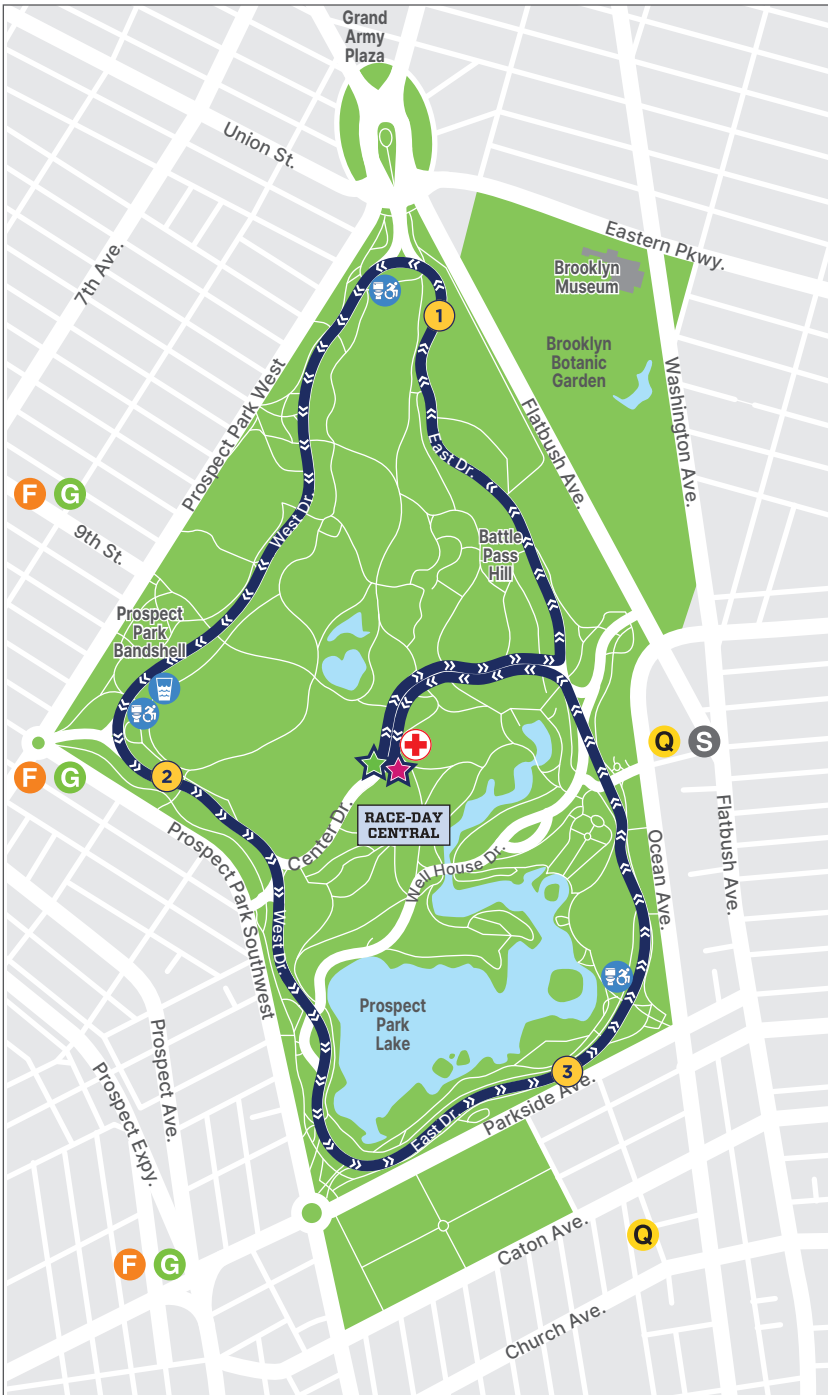 Grand
Army
Plaza
Union St.
Eastern Pkwy.
7th Ave.
Brooklyn
Museum
1
Brooklyn
Botanic
Garden
Prospect Park West
Washington Ave.
Flatbush Ave.
East Dr.
F G
West Dr.
9th St.
Battle
Pass
Hill
Prospect
Park
Bandshell
Q S
F G
2
RACE-DAY
CENTRAL
Center Dr.
Well House Dr.
Prospect Park Southwest
Ocean Ave.
Flatbush Ave.
West Dr.
Prospect
Park
Lake
Prospect Ave.
Prospect Expy.
3
East Dr.
Parkside Ave.
Caton Ave.
Q
F G
Church Ave.